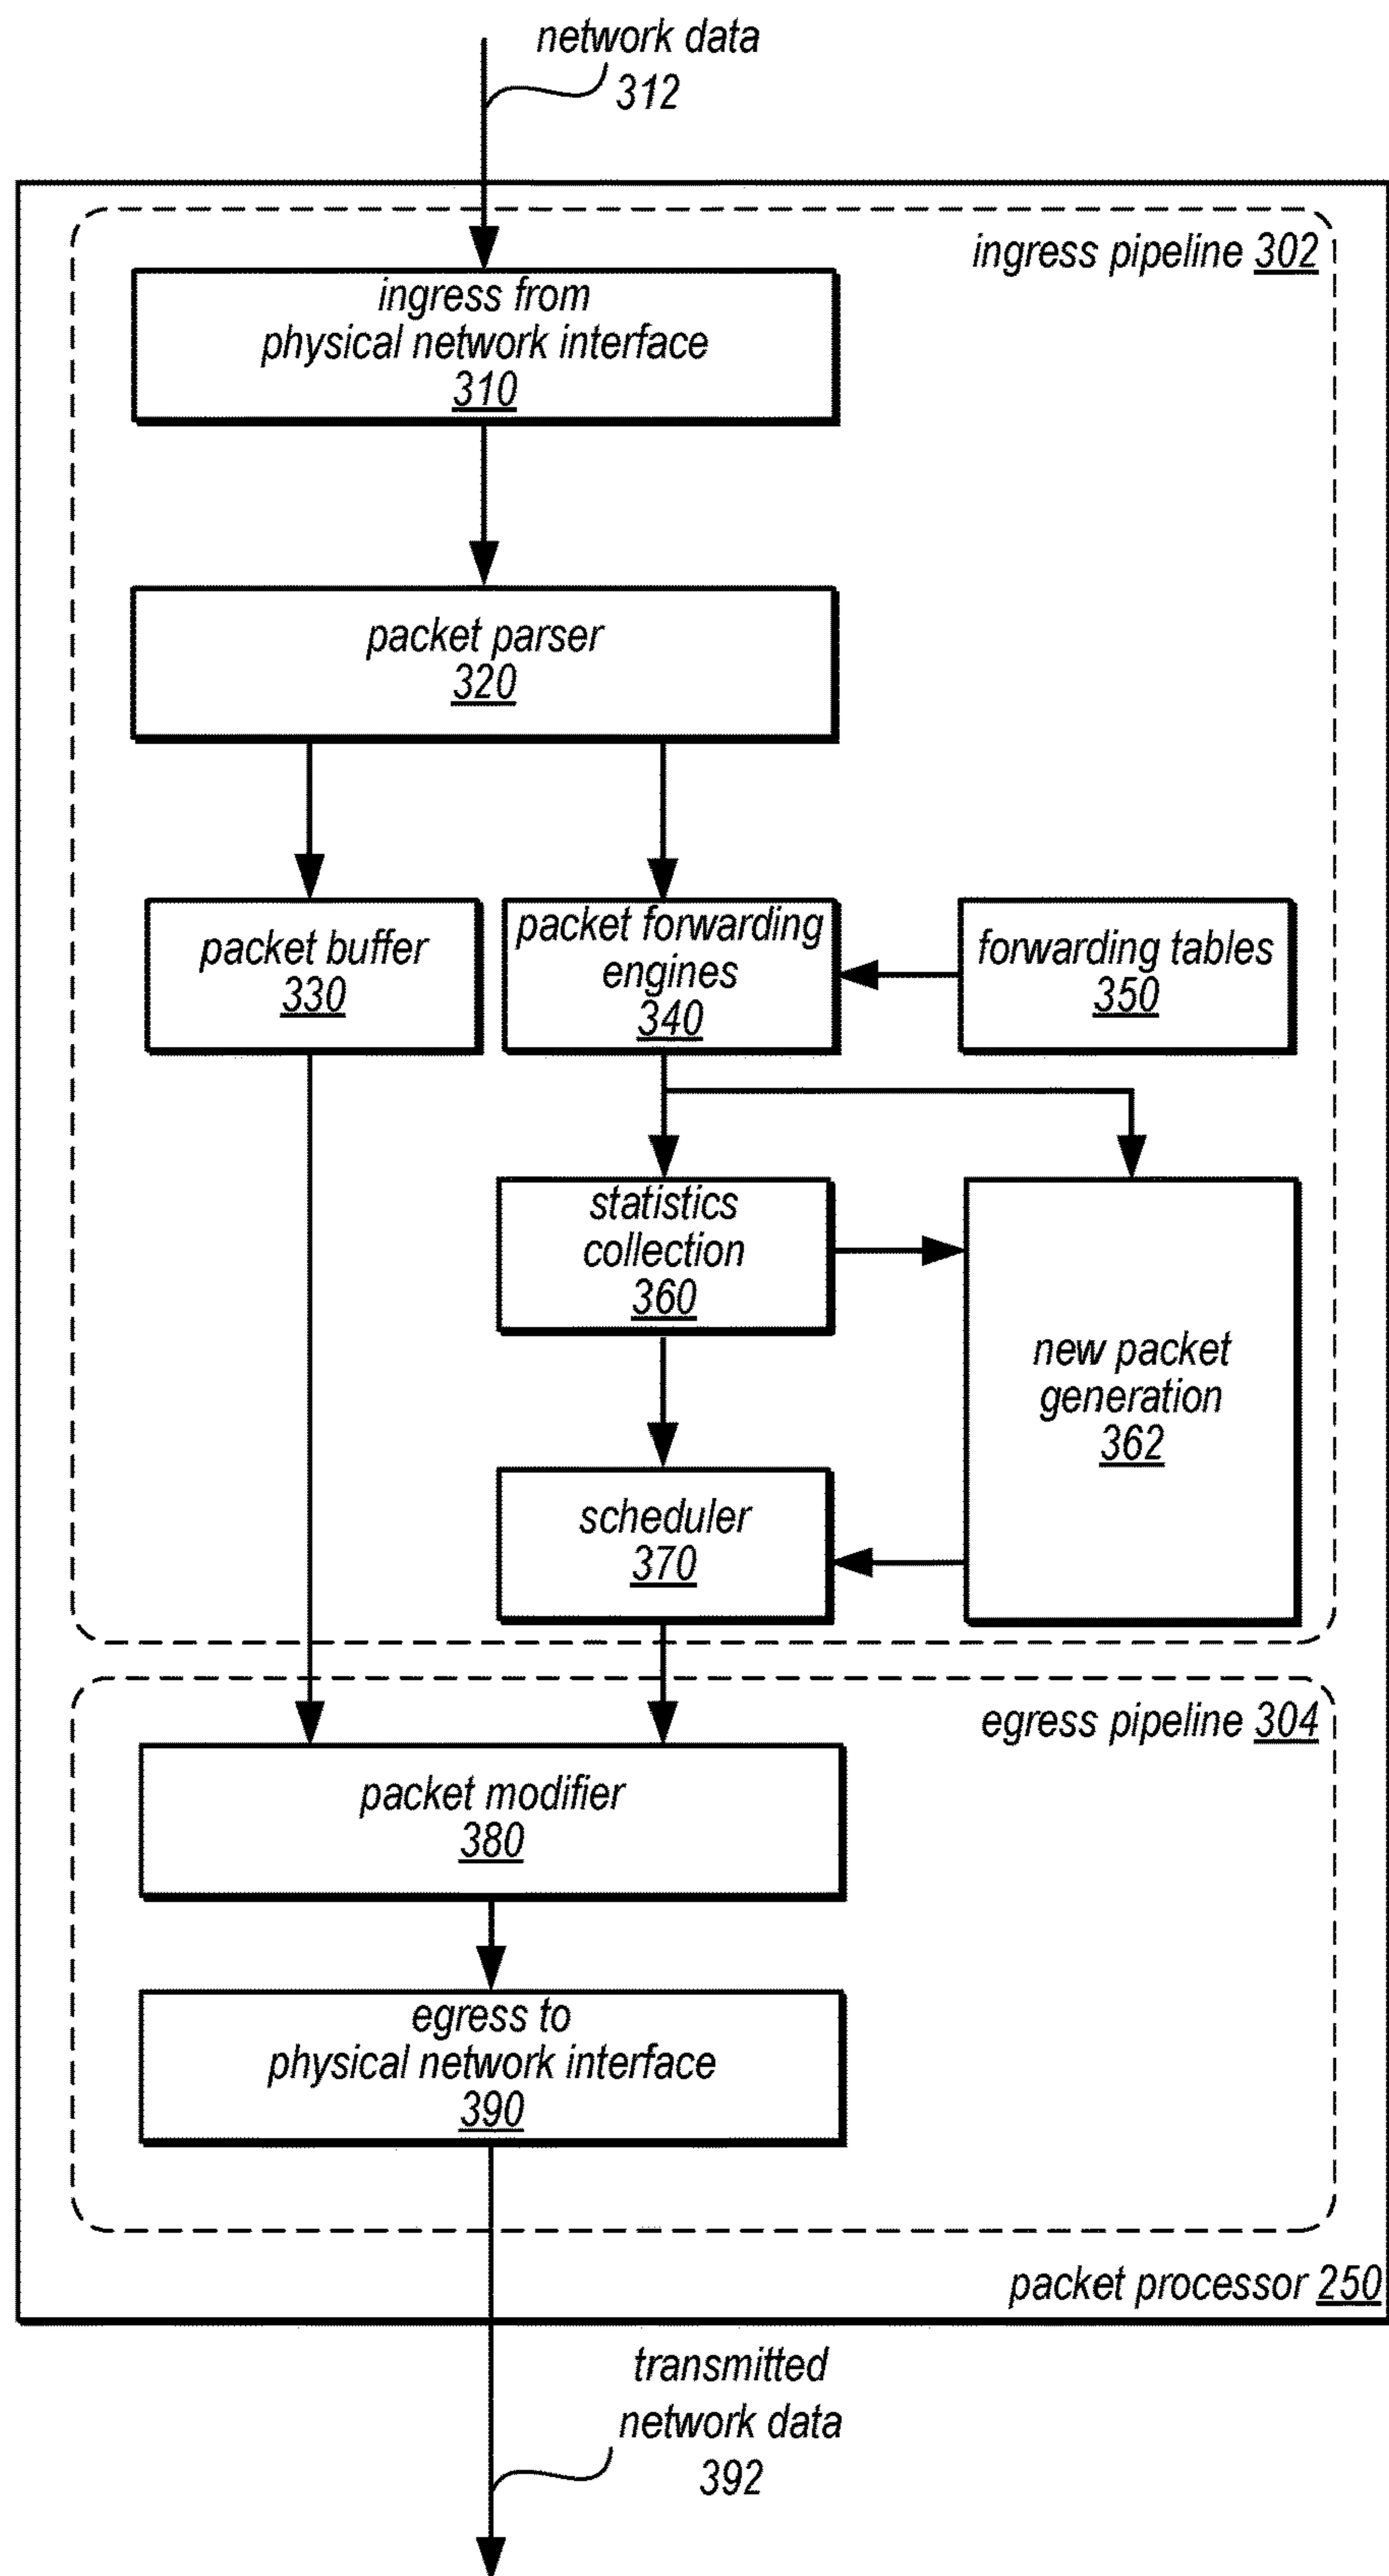 network data
312
ingress pipeline 302
ingress from
physical network interface
310
packet parser
320
packet buffer
330
packet forwarding
engines
340
forwarding tables
350
statistics
collection
360
new packet
generation
362
scheduler
370
egress pipeline 304
packet modifier
380
egress to
physical network interface
390
packet processor 250
transmitted
network data
392